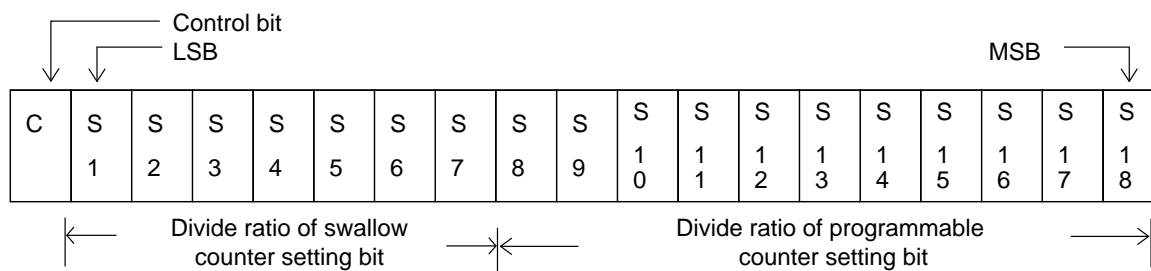 Control bit
LSB
MSB
C S S S S S S S S S S S S S S S S S S
1 2 3 4 5 6 7 8 9 10 11 12 13 14 15 16 17 18
Divide ratio of swallow
counter setting bit
Divide ratio of programmable
counter setting bit